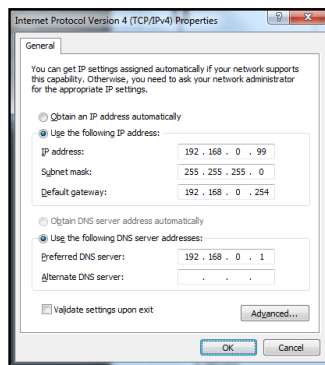 Internet Protocol Version 4 (TCP/IPv4) Properties
General
You can get IP settings assigned automatically if your network supports
this capability. Otherwise, you need to ask your network administrator
for the appropriate IP settings.
Obtain an IP address automatically
Use the following IP address:
IP address: 192 . 168 . 0 . 99
Subnet mask: 255 . 255 . 255 . 0
Default gateway: 192 . 168 . 0 . 254
Obtain DNS server address automatically
Use the following DNS server addresses:
Preferred DNS server: 192 . 168 . 0 . 1
Alternate DNS server: . . .
Validate settings upon exit
Advanced...
OK Cancel